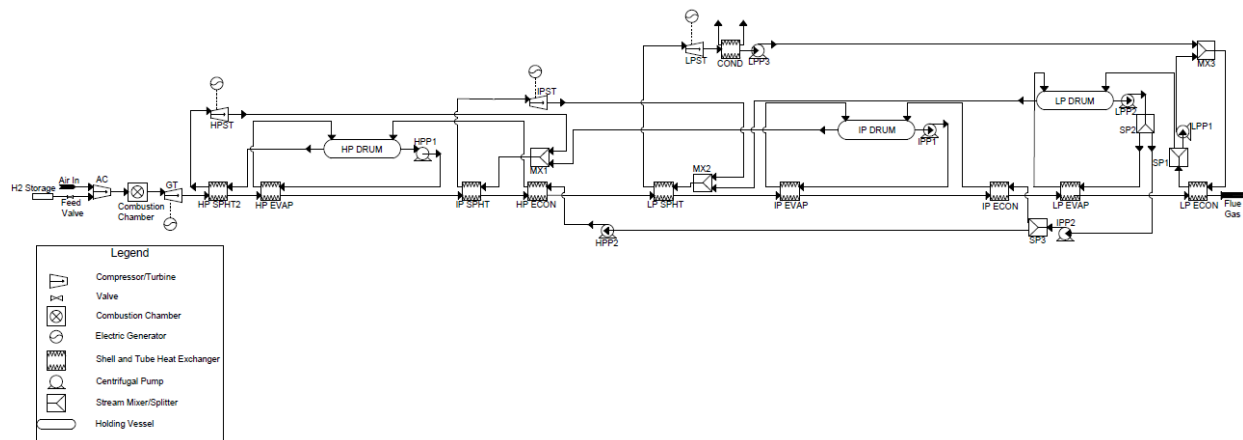 LPST
COND
LPP3
MX3
IPST
HPST
LP DRUM
LPP2
SP2
LPP1
IP DRUM
IPP1
HP DRUM
HPP1
MX1
SP1
MX2
H2 Storage
Air In
Feed
Valve
AC
Combustion
Chamber
GT
HP SPHT2
HP EVAP
IP SPHT
HP ECON
LP SPHT
IP EVAP
IP ECON
LP EVAP
LP ECON
Flue
Gas
HPP2
SP3
IPP2
Legend
Compressor/Turbine
Valve
Combustion Chamber
Electric Generator
Shell and Tube Heat Exchanger
Centrifugal Pump
Stream Mixer/Splitter
Holding Vessel